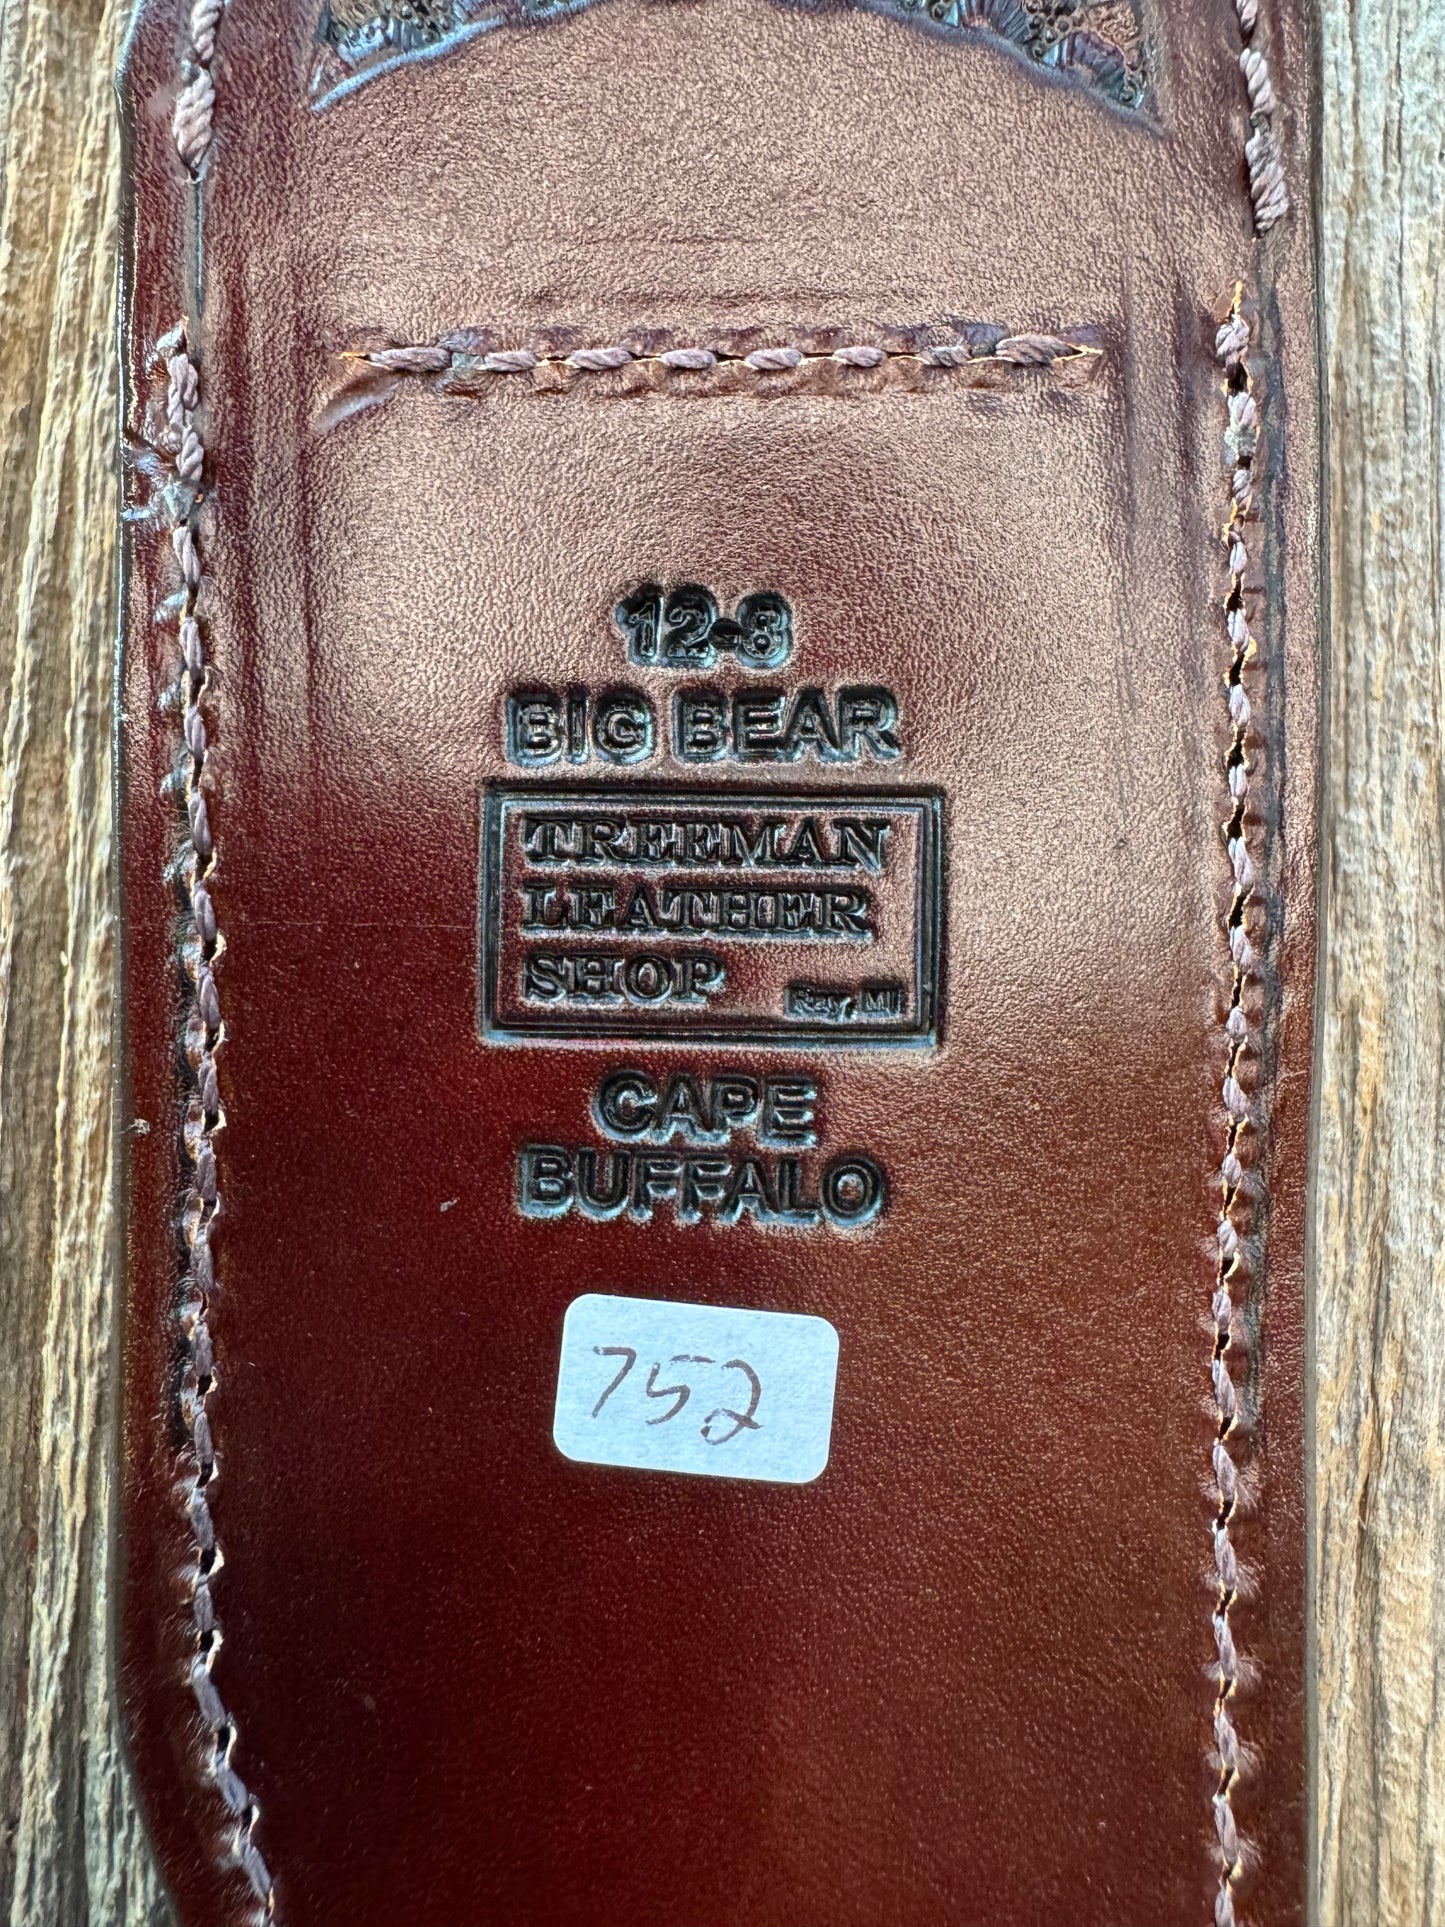 12-8
BIG BEAR
TREEMAN
LEATHER
SHOP Ray, MI
CAPE
BUFFALO
752